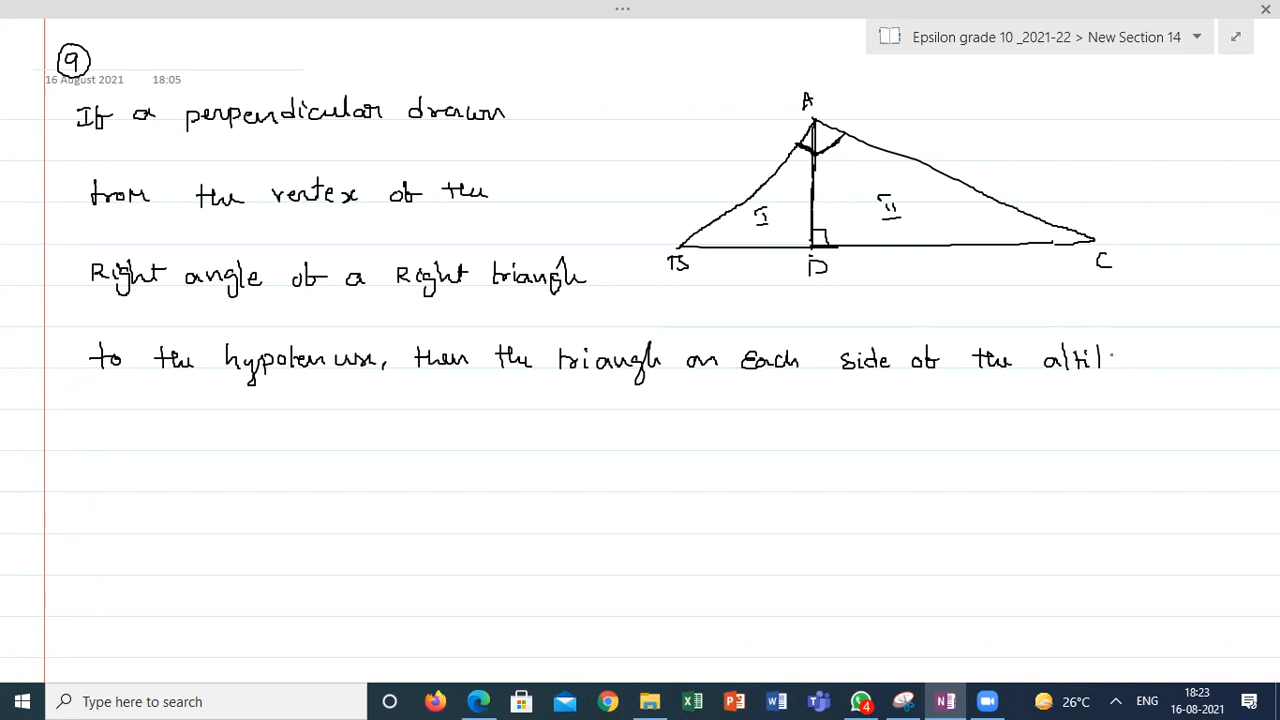 ...
Epsilon grade 10 _2021-22 > New Section 14
9
16 August 2021 18:05
If a perpendicular drawn
from the vertex of the
Right angle of a Right triangle
to the hypotenuse, then the triangle on each side of the altit
A
I
II
B
D
C
Type here to search
4
26°C
ENG
18:23
16-08-2021